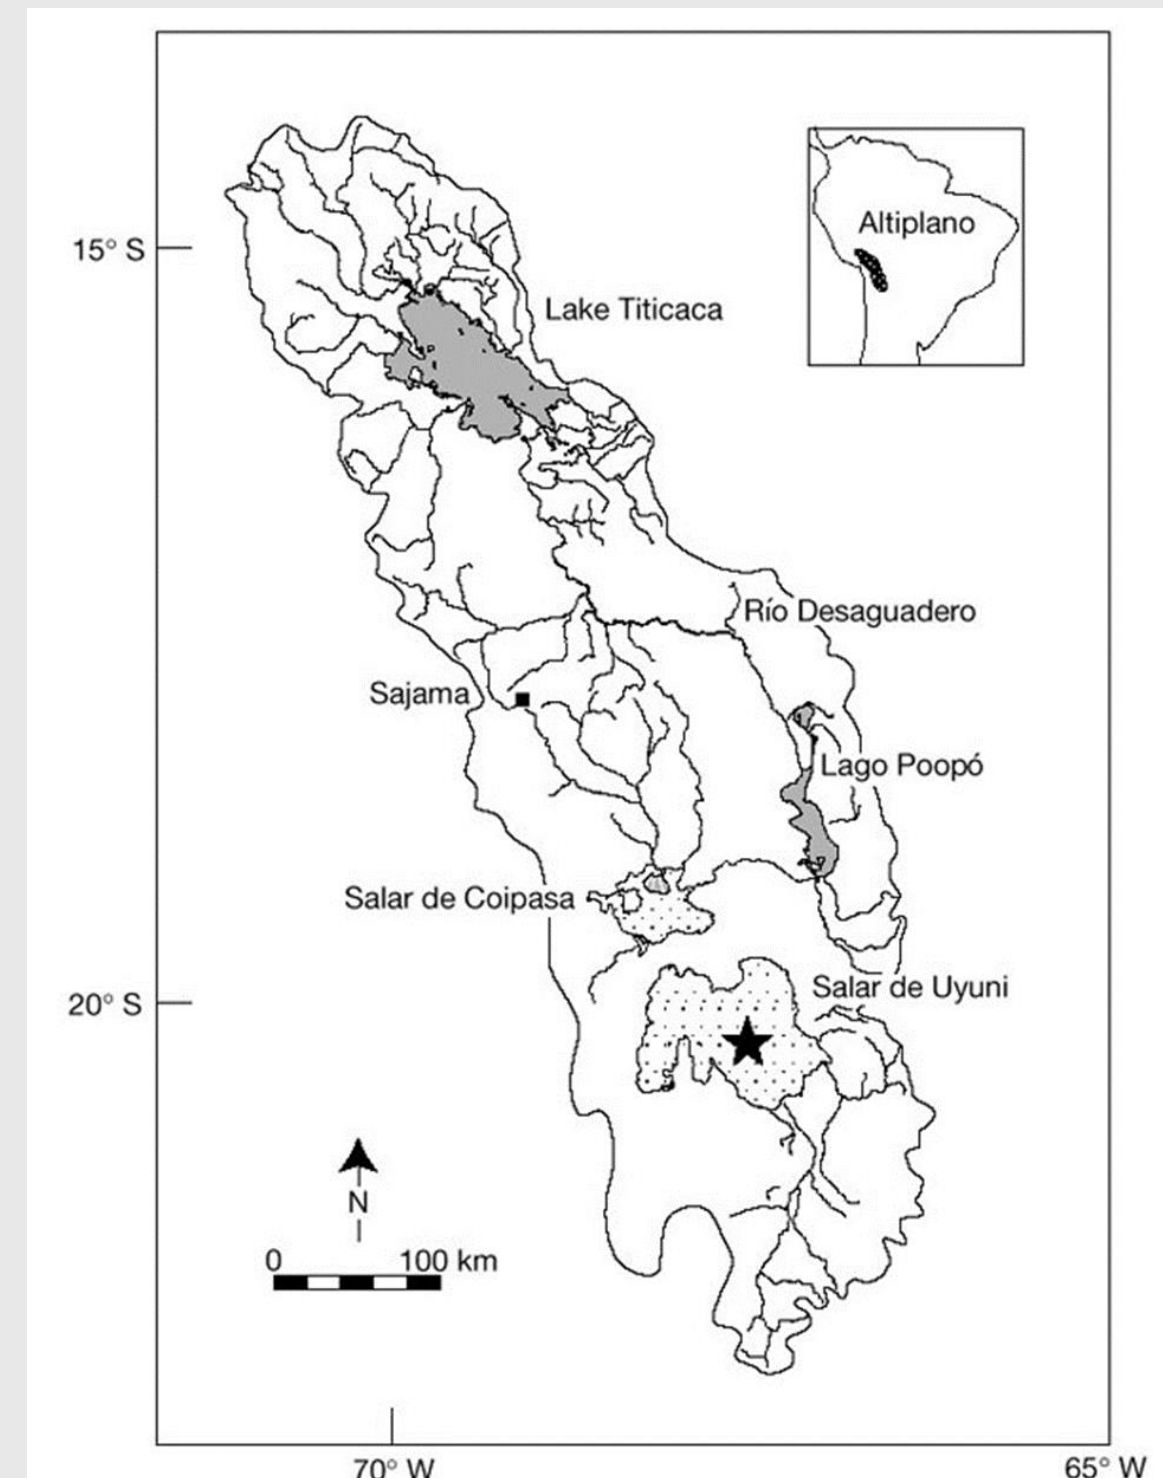 15° S
Altiplano
Lake Titicaca
Río Desaguadero
Sajama
Lago Poopó
Salar de Coipasa
Salar de Uyuni
20° S
N
0 100 km
70° W 65° W